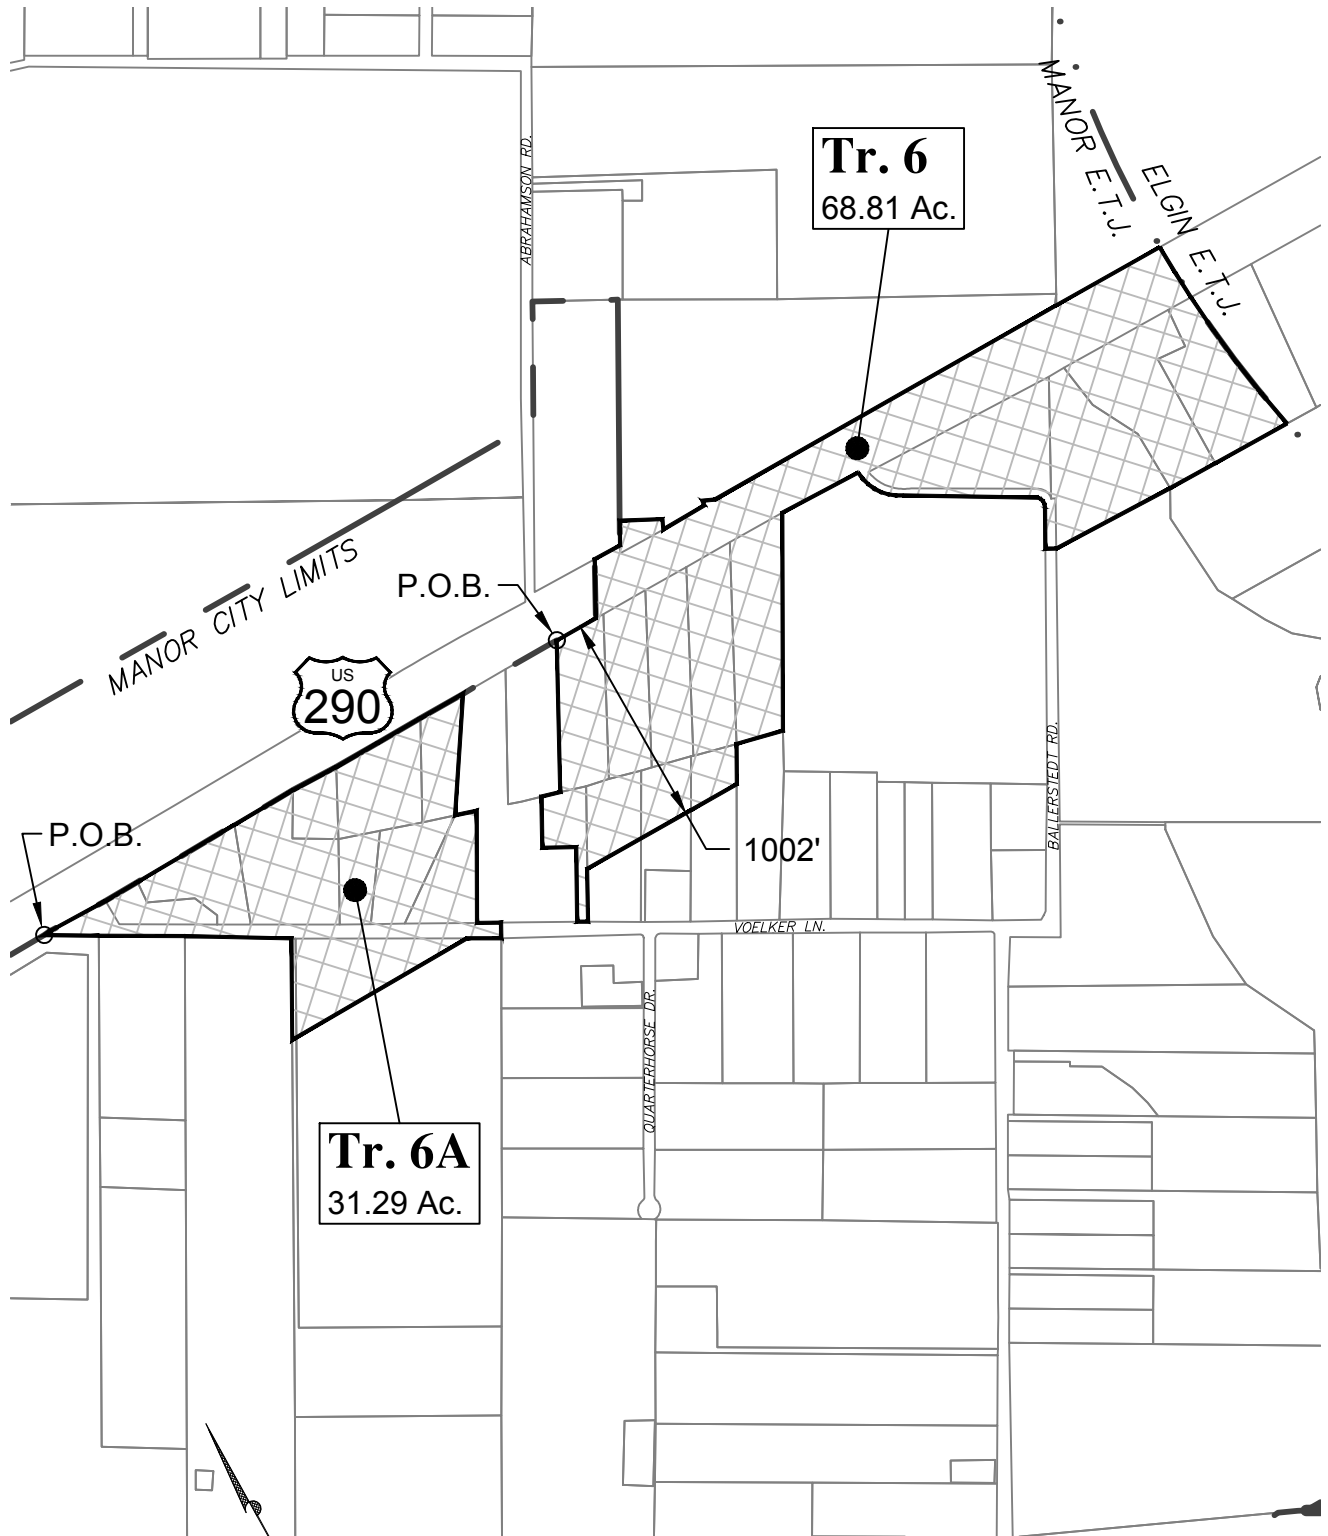 MANOR E.T.J.
ELGIN E.T.J.
Tr. 6
68.81 Ac.
ABRAHAMSON RD.
MANOR CITY LIMITS
P.O.B.
US
290
P.O.B.
1002'
BALLERSTEDT RD.
VOELKER LN.
QUARTERHORSE DR.
Tr. 6A
31.29 Ac.